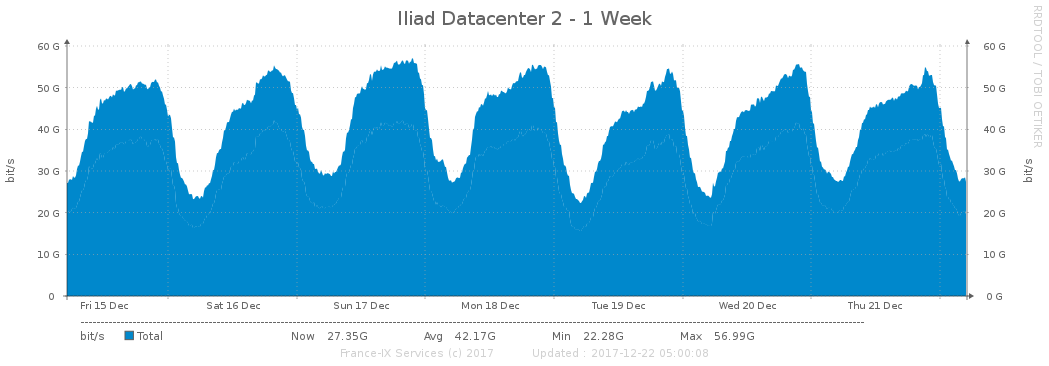 Iliad Datacenter 2 - 1 Week
RRDTOOL / TOBI OETIKER
60 G 60 G
50 G 50 G
40 G 40 G
30 G 30 G
20 G 20 G
10 G 10 G
0 0 G
bit/s bit/s
Fri 15 Dec Sat 16 Dec Sun 17 Dec Mon 18 Dec Tue 19 Dec Wed 20 Dec Thu 21 Dec
bit/s Total Now 27.35G Avg 42.17G Min 22.28G Max 56.99G
France-IX Services (c) 2017 Updated : 2017-12-22 05:00:08